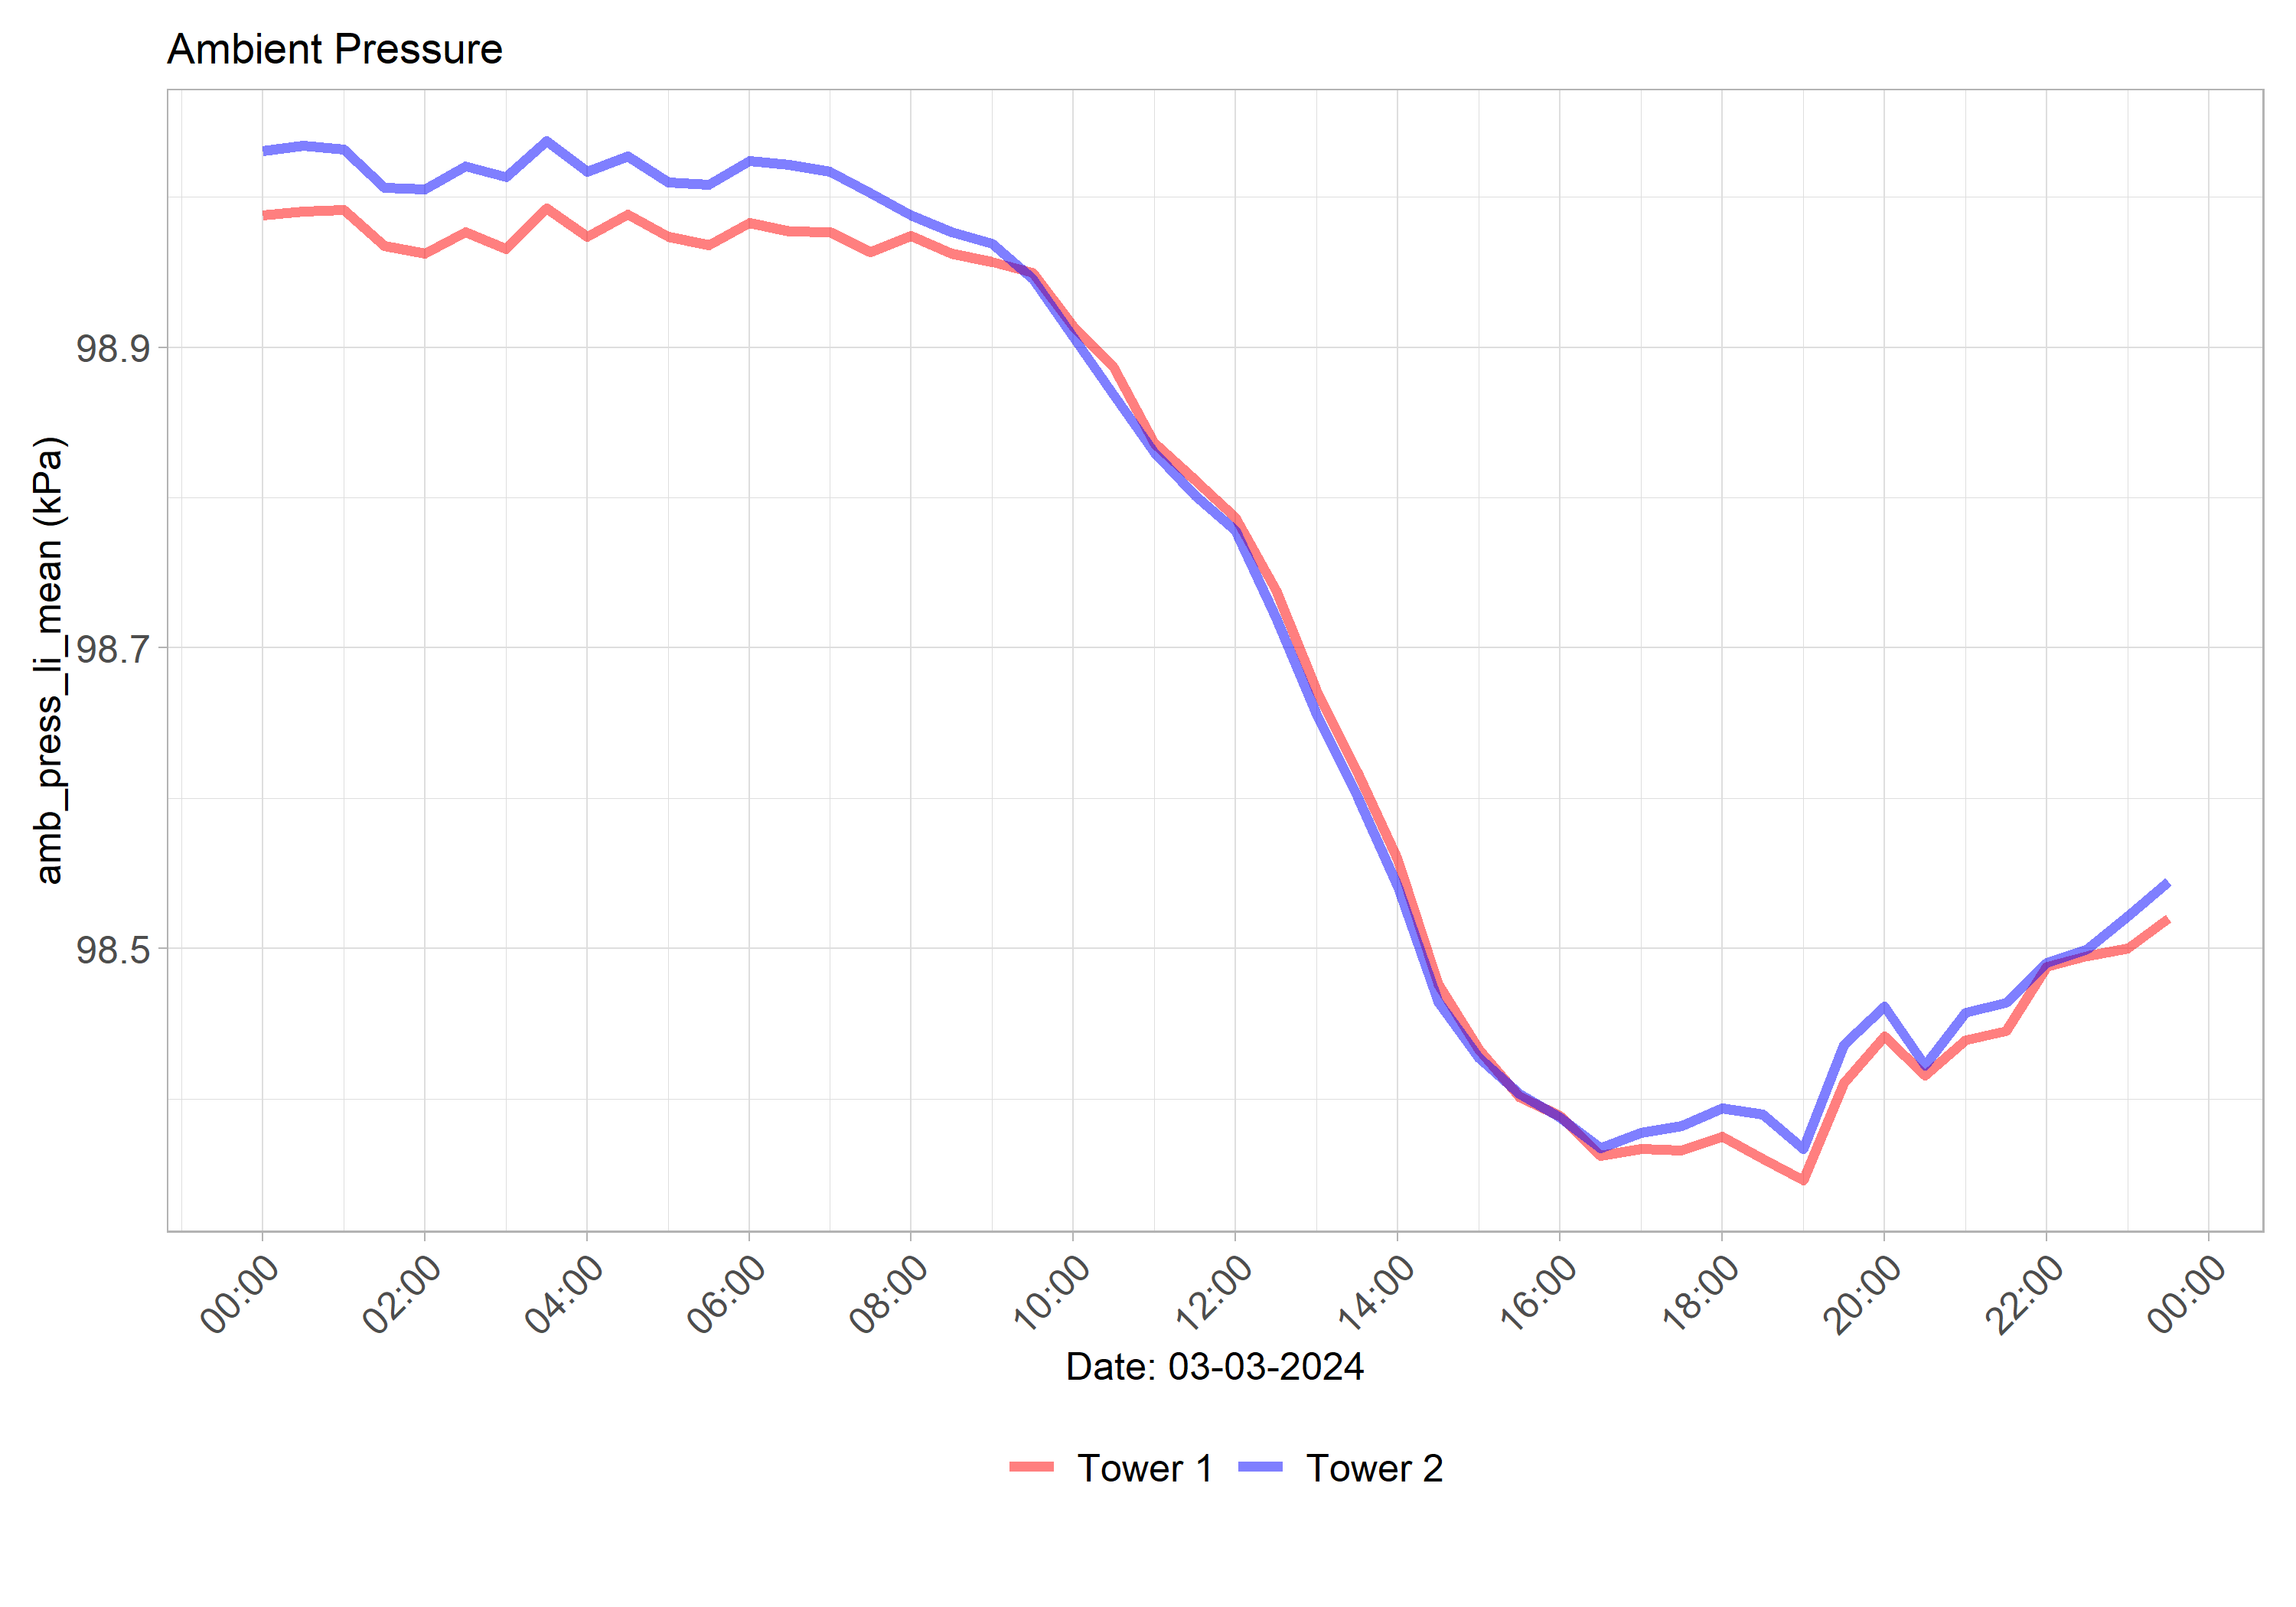 Ambient Pressure
amb_press_li_mean (kPa)
98.9
98.7
98.5
00:00 02:00 04:00 06:00 08:00 10:00 12:00 14:00 16:00 18:00 20:00 22:00 00:00
Date: 03-03-2024
Tower 1 Tower 2